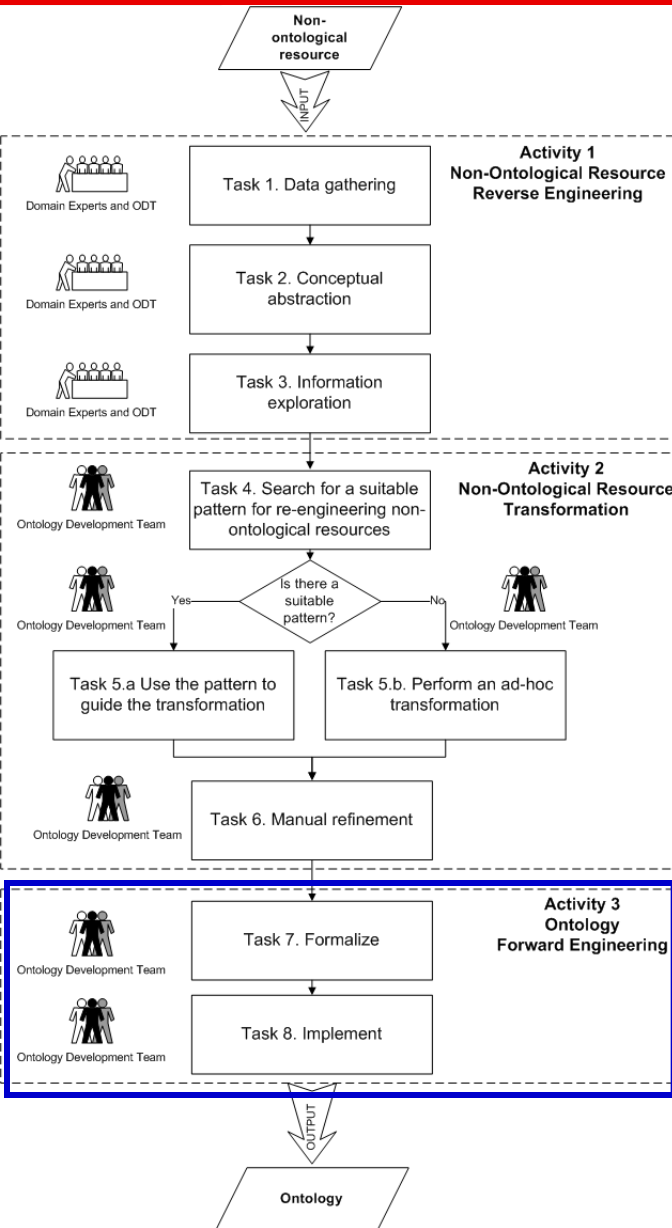 Non-
ontological
resource
INPUT
Activity 1
Non-Ontological Resource
Reverse Engineering
Task 1. Data gathering
Domain Experts and ODT
Task 2. Conceptual
abstraction
Domain Experts and ODT
Task 3. Information
exploration
Domain Experts and ODT
Activity 2
Non-Ontological Resource
Transformation
Task 4. Search for a suitable
pattern for re-engineering non-
ontological resources
Ontology Development Team
Is there a
suitable
pattern?
Yes
No
Ontology Development Team
Ontology Development Team
Task 5.a Use the pattern to
guide the transformation
Task 5.b. Perform an ad-hoc
transformation
Task 6. Manual refinement
Ontology Development Team
Activity 3
Ontology
Forward Engineering
Task 7. Formalize
Ontology Development Team
Task 8. Implement
Ontology Development Team
OUTPUT
Ontology